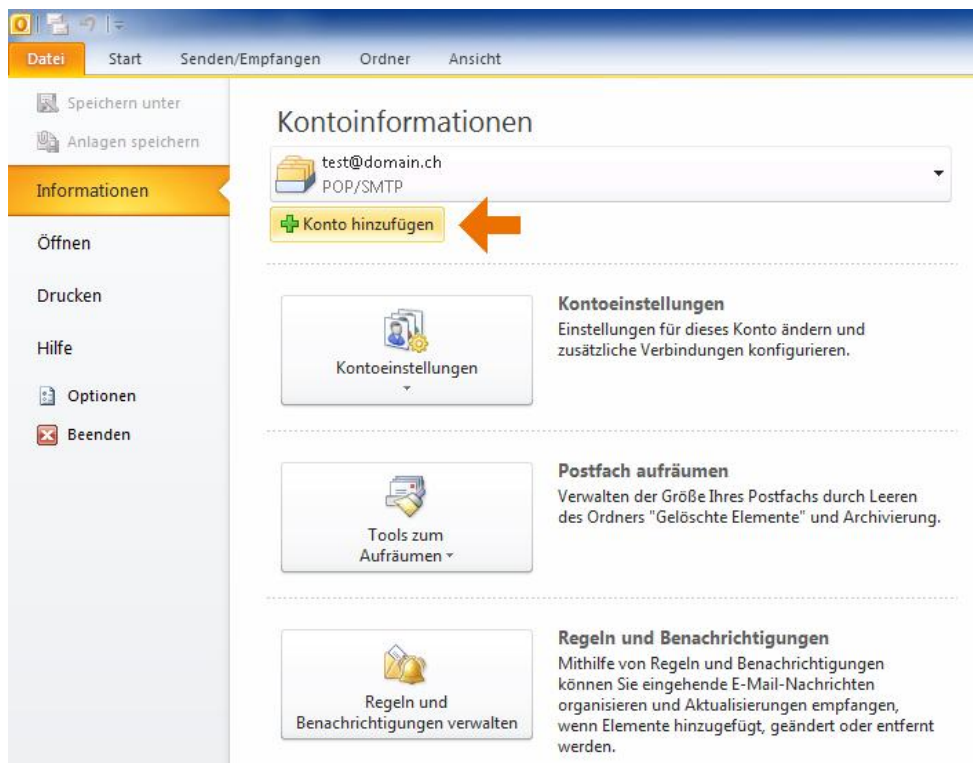 Datei Start Senden/Empfangen Ordner Ansicht
Speichern unter
Anlagen speichern
Informationen
Öffnen
Drucken
Hilfe
Optionen
Beenden
Kontoinformationen
test@domain.ch
POP/SMTP
Konto hinzufügen
Kontoeinstellungen
Kontoeinstellungen
Einstellungen für dieses Konto ändern und
zusätzliche Verbindungen konfigurieren.
Tools zum
Aufräumen
Postfach aufräumen
Verwalten der Größe Ihres Postfachs durch Leeren
des Ordners "Gelöschte Elemente" und Archivierung.
Regeln und
Benachrichtigungen verwalten
Regeln und Benachrichtigungen
Mithilfe von Regeln und Benachrichtigungen
können Sie eingehende E-Mail-Nachrichten
organisieren und Aktualisierungen empfangen,
wenn Elemente hinzugefügt, geändert oder entfernt
werden.